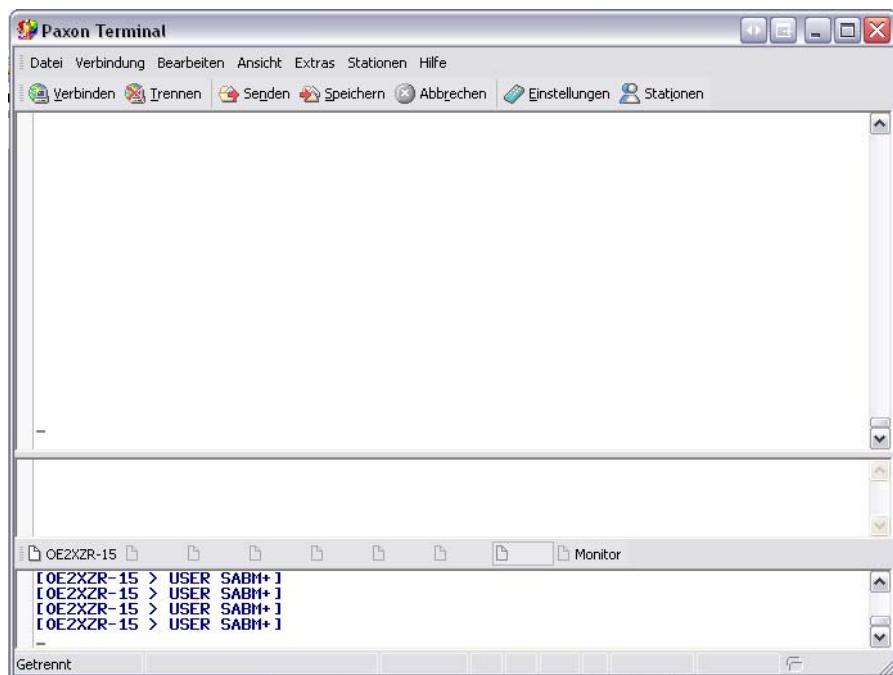 Paxon Terminal
Datei Verbindung Bearbeiten Ansicht Extras Stationen Hilfe
Verbinden Trennen Senden Speichern Abbrechen Einstellungen Stationen
OE2XZR-15 Monitor
[OE2XZR-15 > USER SABM+]
[OE2XZR-15 > USER SABM+]
[OE2XZR-15 > USER SABM+]
[OE2XZR-15 > USER SABM+]
Getrennt